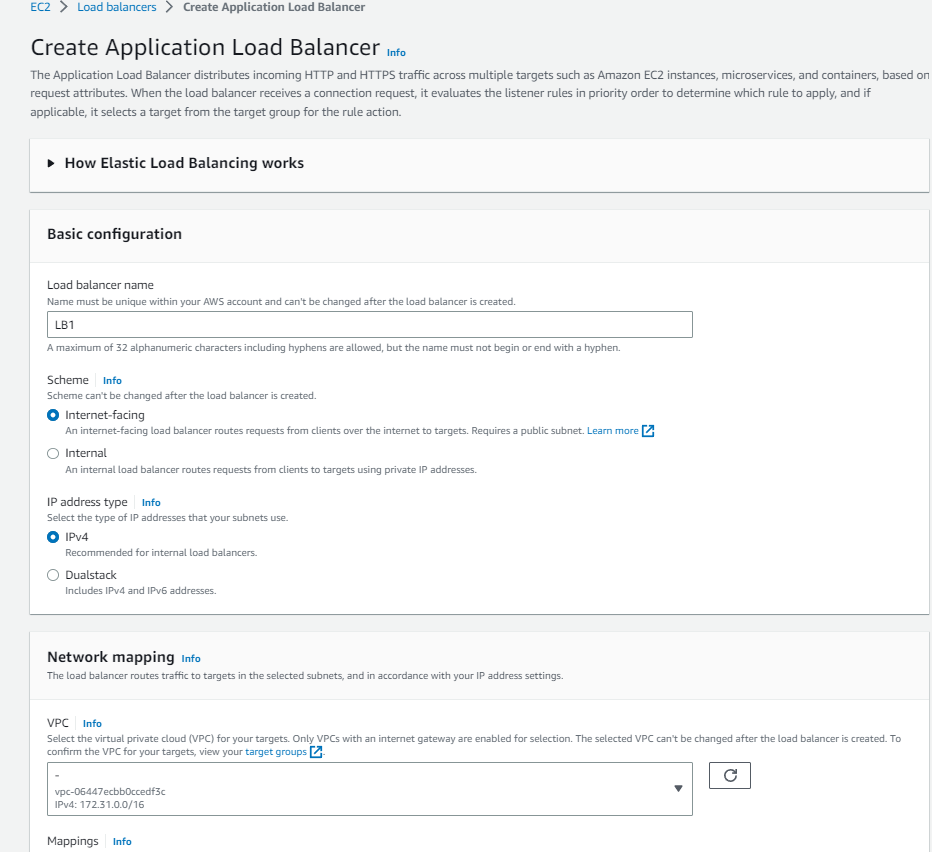 EC2 > Load balancers > Create Application Load Balancer
Create Application Load Balancer Info
The Application Load Balancer distributes incoming HTTP and HTTPS traffic across multiple targets such as Amazon EC2 instances, microservices, and containers, based on
request attributes. When the load balancer receives a connection request, it evaluates the listener rules in priority order to determine which rule to apply, and if
applicable, it selects a target from the target group for the rule action.
How Elastic Load Balancing works
Basic configuration
Load balancer name
Name must be unique within your AWS account and can't be changed after the load balancer is created.
LB1
A maximum of 32 alphanumeric characters including hyphens are allowed, but the name must not begin or end with a hyphen.
Scheme Info
Scheme can't be changed after the load balancer is created.
Internet-facing
An internet-facing load balancer routes requests from clients over the internet to targets. Requires a public subnet. Learn more
Internal
An internal load balancer routes requests from clients to targets using private IP addresses.
IP address type Info
Select the type of IP addresses that your subnets use.
IPv4
Recommended for internal load balancers.
Dualstack
Includes IPv4 and IPv6 addresses.
Network mapping Info
The load balancer routes traffic to targets in the selected subnets, and in accordance with your IP address settings.
VPC Info
Select the virtual private cloud (VPC) for your targets. Only VPCs with an internet gateway are enabled for selection. The selected VPC can't be changed after the load balancer is created. To
confirm the VPC for your targets, view your target groups.
-
vpc-06447ecbb0ccedf3c
IPv4: 172.31.0.0/16
Mappings Info